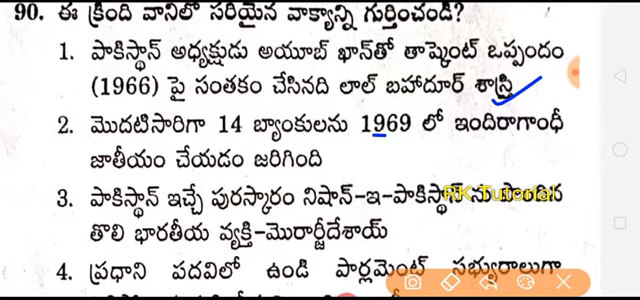 90. ఈ క్రింది వానిలో సరియైన వాక్యాన్ని గుర్తించండి?
1. పాకిస్థాన్ అధ్యక్షుడు అయూబ్ ఖాన్‌తో తాష్కెంట్ ఒప్పందం
(1966) పై సంతకం చేసినది లాల్ బహాదూర్ శాస్త్రి
2. మొదటిసారిగా 14 బ్యాంకులను 1969 లో ఇందిరాగాంధీ
జాతీయం చేయడం జరిగింది
3. పాకిస్థాన్ ఇచ్చే పురస్కారం నిషాన్-ఇ-పాకిస్థాన్‌ను పొందిన
RK Tutorial
తొలి భారతీయ వ్యక్తి-మొరార్జీదేశాయ్
4. ప్రధాని పదవిలో ఉండి పార్లమెంట్ సభ్యురాలుగా